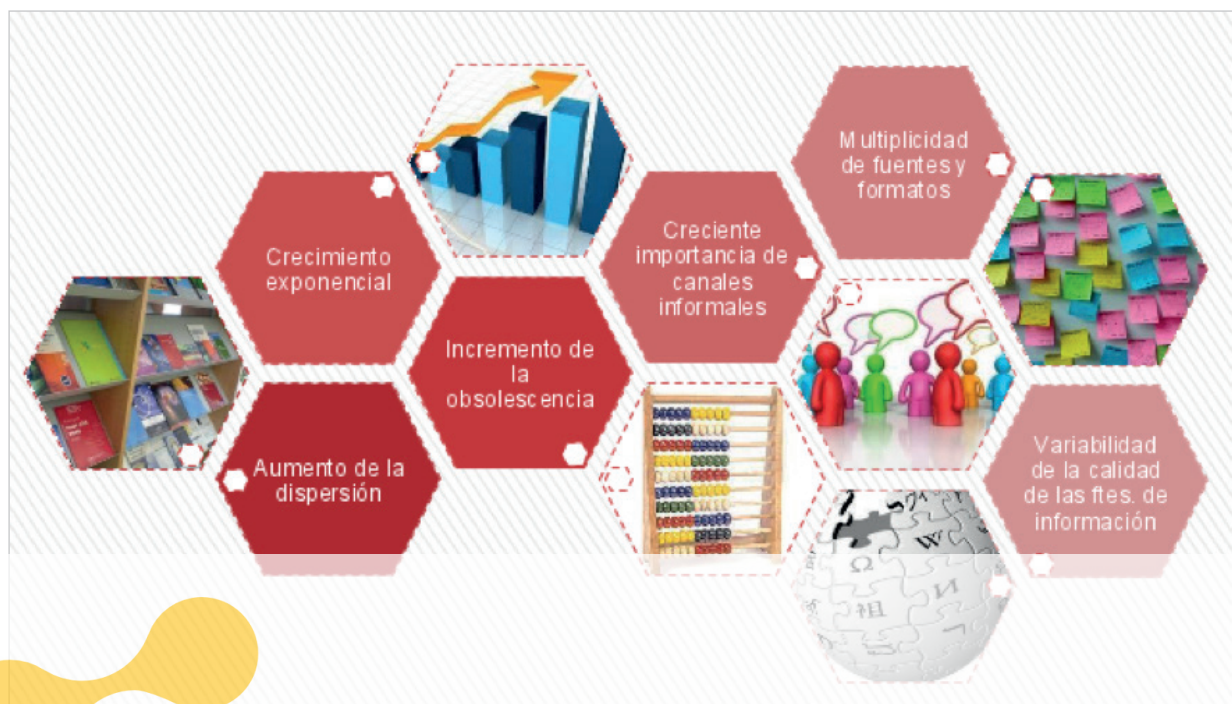 Crecimiento
exponencial
Aumento de la
dispersión
Incremento de
la
obsolescencia
Creciente
importancia de
canales
informales
Multiplicidad
de fuentes y
formatos
Variabilidad
de la calidad
de las ftes. de
información
W
Ω
И